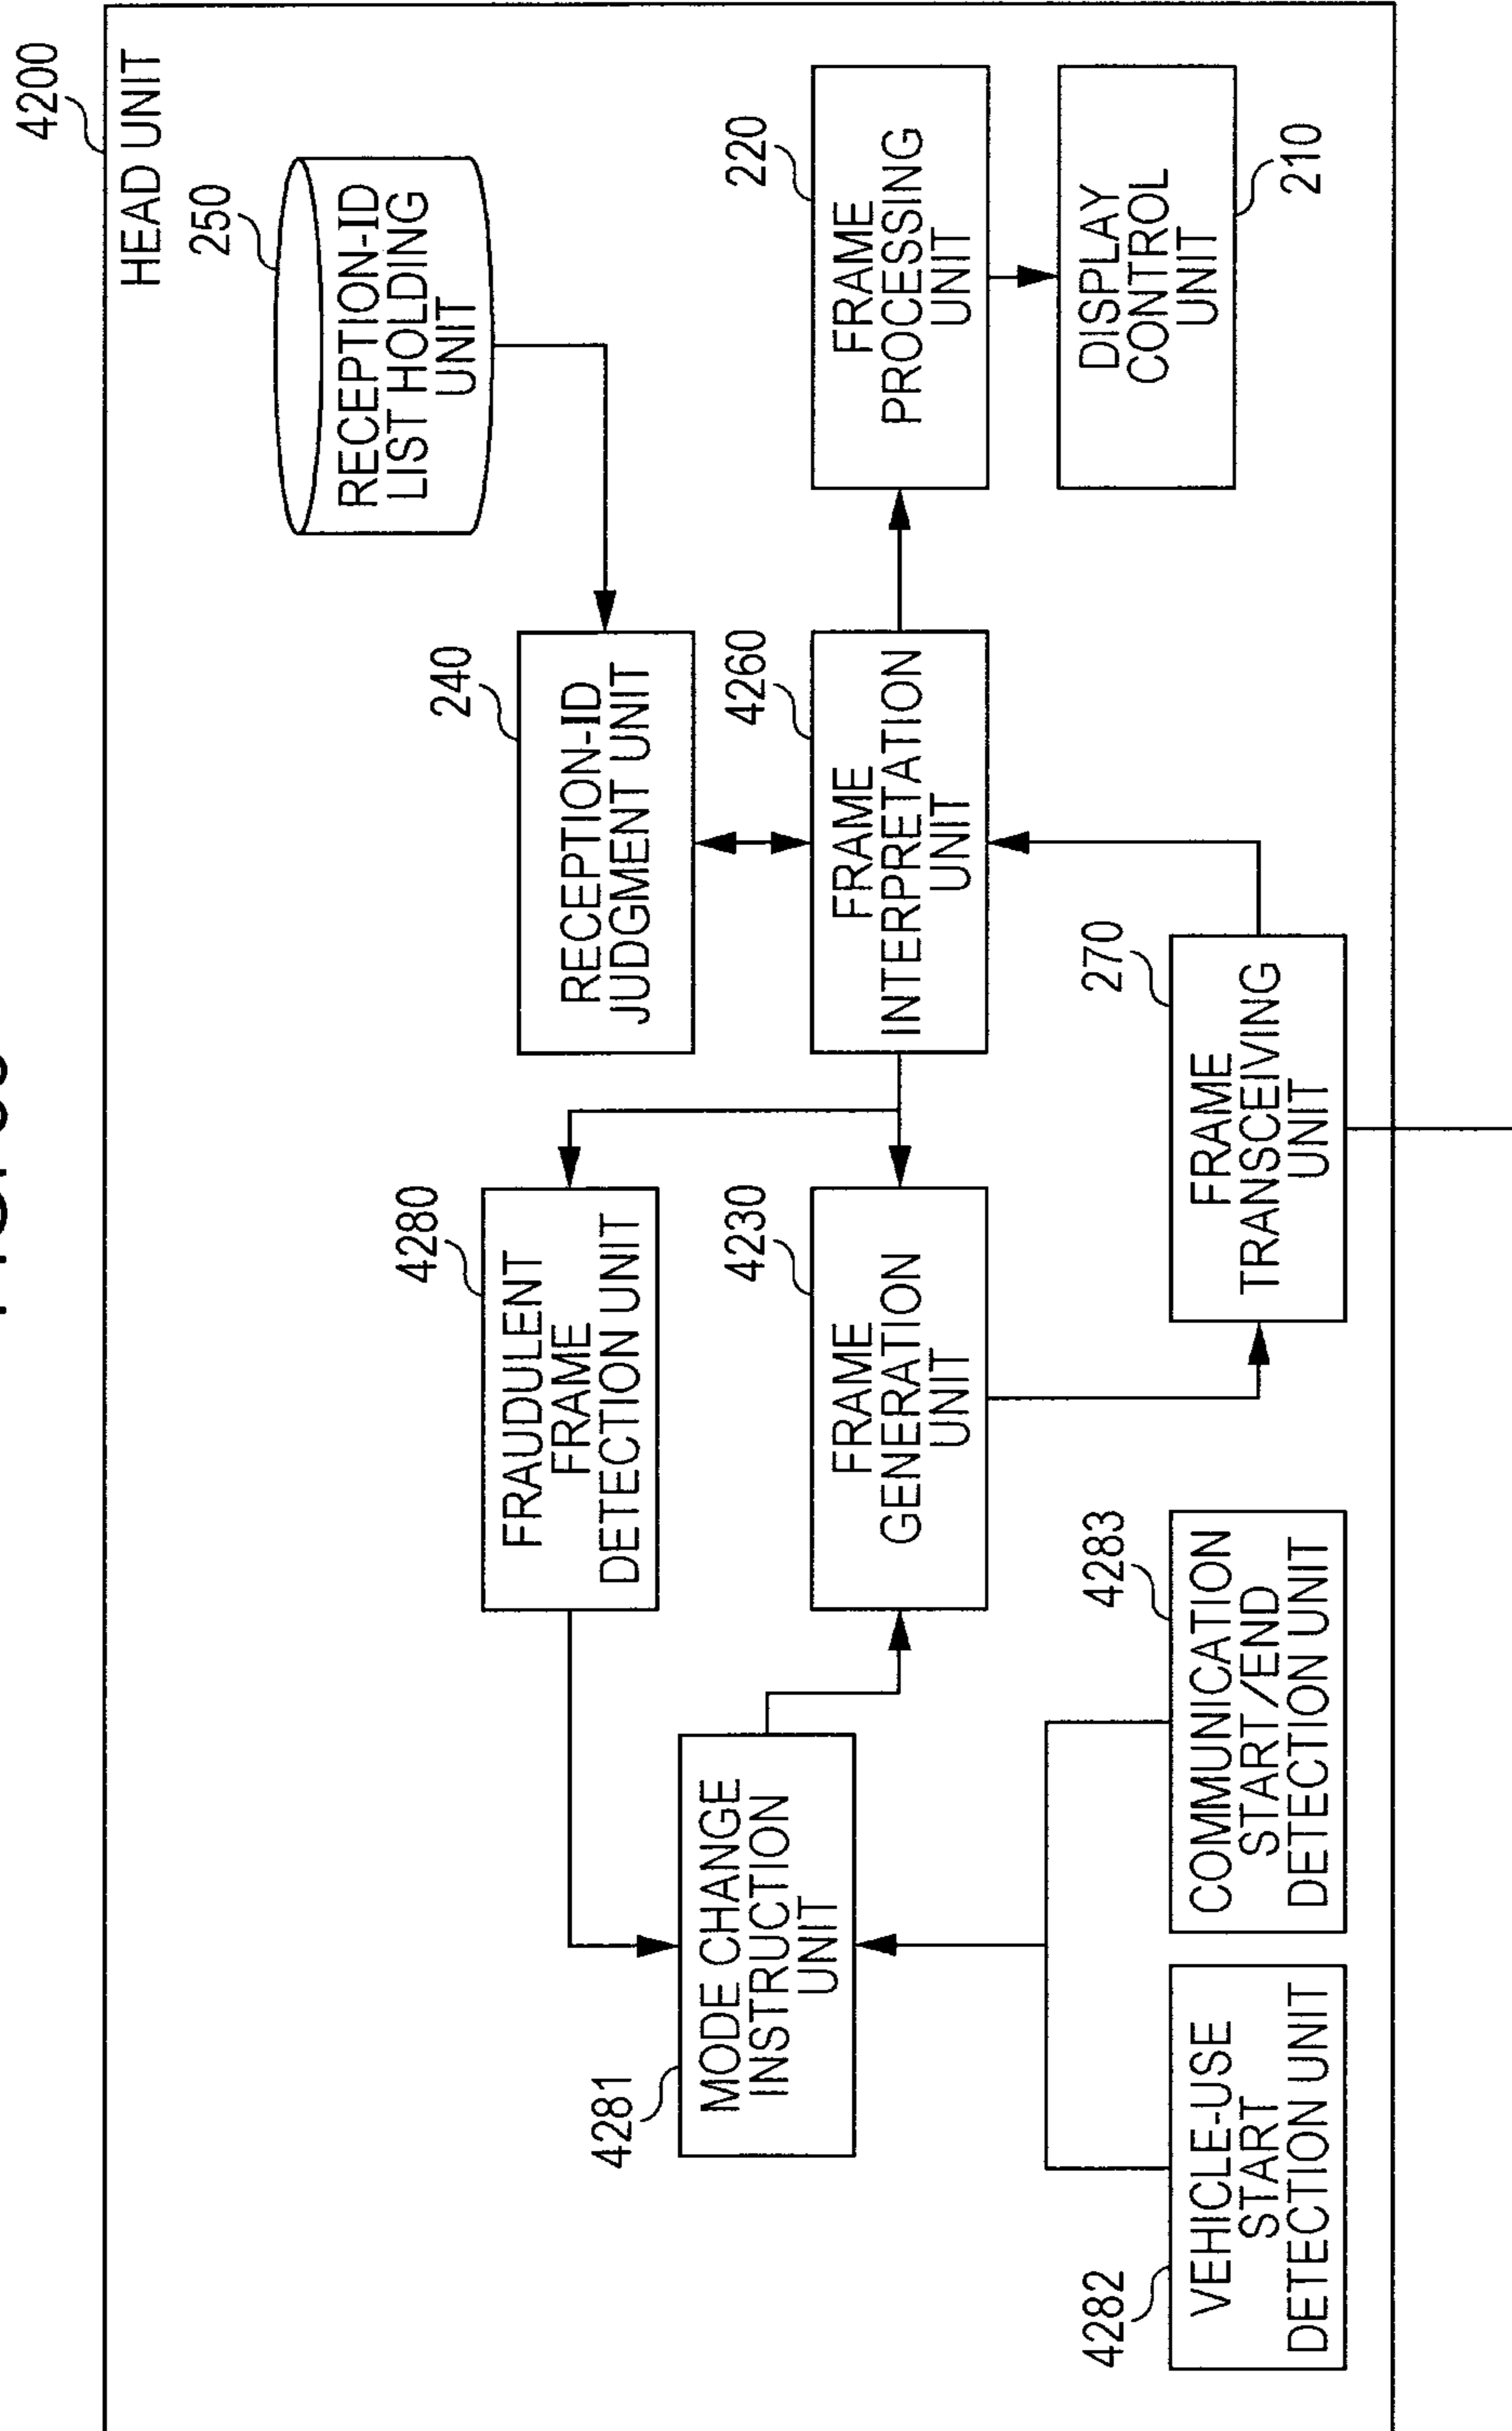 4200
HEAD UNIT
250
RECEPTION-ID
LIST HOLDING
UNIT
240
RECEPTION-ID
JUDGMENT UNIT
4280
FRAUDULENT
FRAME
DETECTION UNIT
4281
MODE CHANGE
INSTRUCTION
UNIT
4230
FRAME
GENERATION
UNIT
4260
FRAME
INTERPRETATION
UNIT
220
FRAME
PROCESSING
UNIT
DISPLAY
CONTROL
UNIT
210
4282
VEHICLE-USE
START
DETECTION UNIT
4283
COMMUNICATION
START/END
DETECTION UNIT
270
FRAME
TRANSCEIVING
UNIT